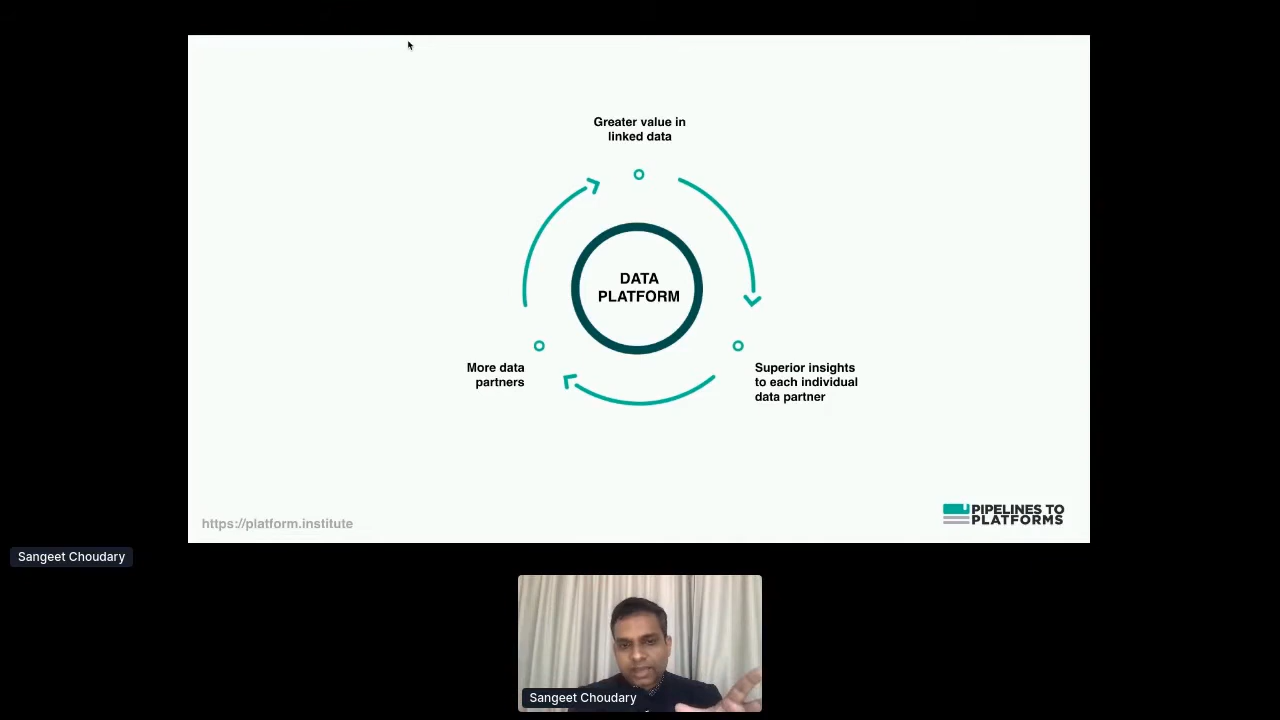 Greater value in
linked data
DATA
PLATFORM
More data
partners
Superior insights
to each individual
data partner
https://platform.institute
PIPELINES TO
PLATFORMS
Sangeet Choudary
Sangeet Choudary